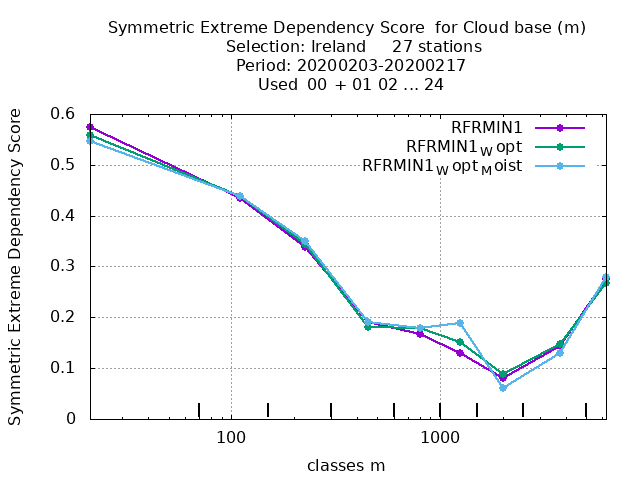 Symmetric Extreme Dependency Score for Cloud base (m)
Selection: Ireland 27 stations
Period: 20200203-20200217
Used 00 + 01 02 ... 24
Symmetric Extreme Dependency Score
0.6
0.5
0.4
0.3
0.2
0.1
0
RFRMIN1
RFRMIN1W opt
RFRMIN1W opt Moist
100
1000
classes m